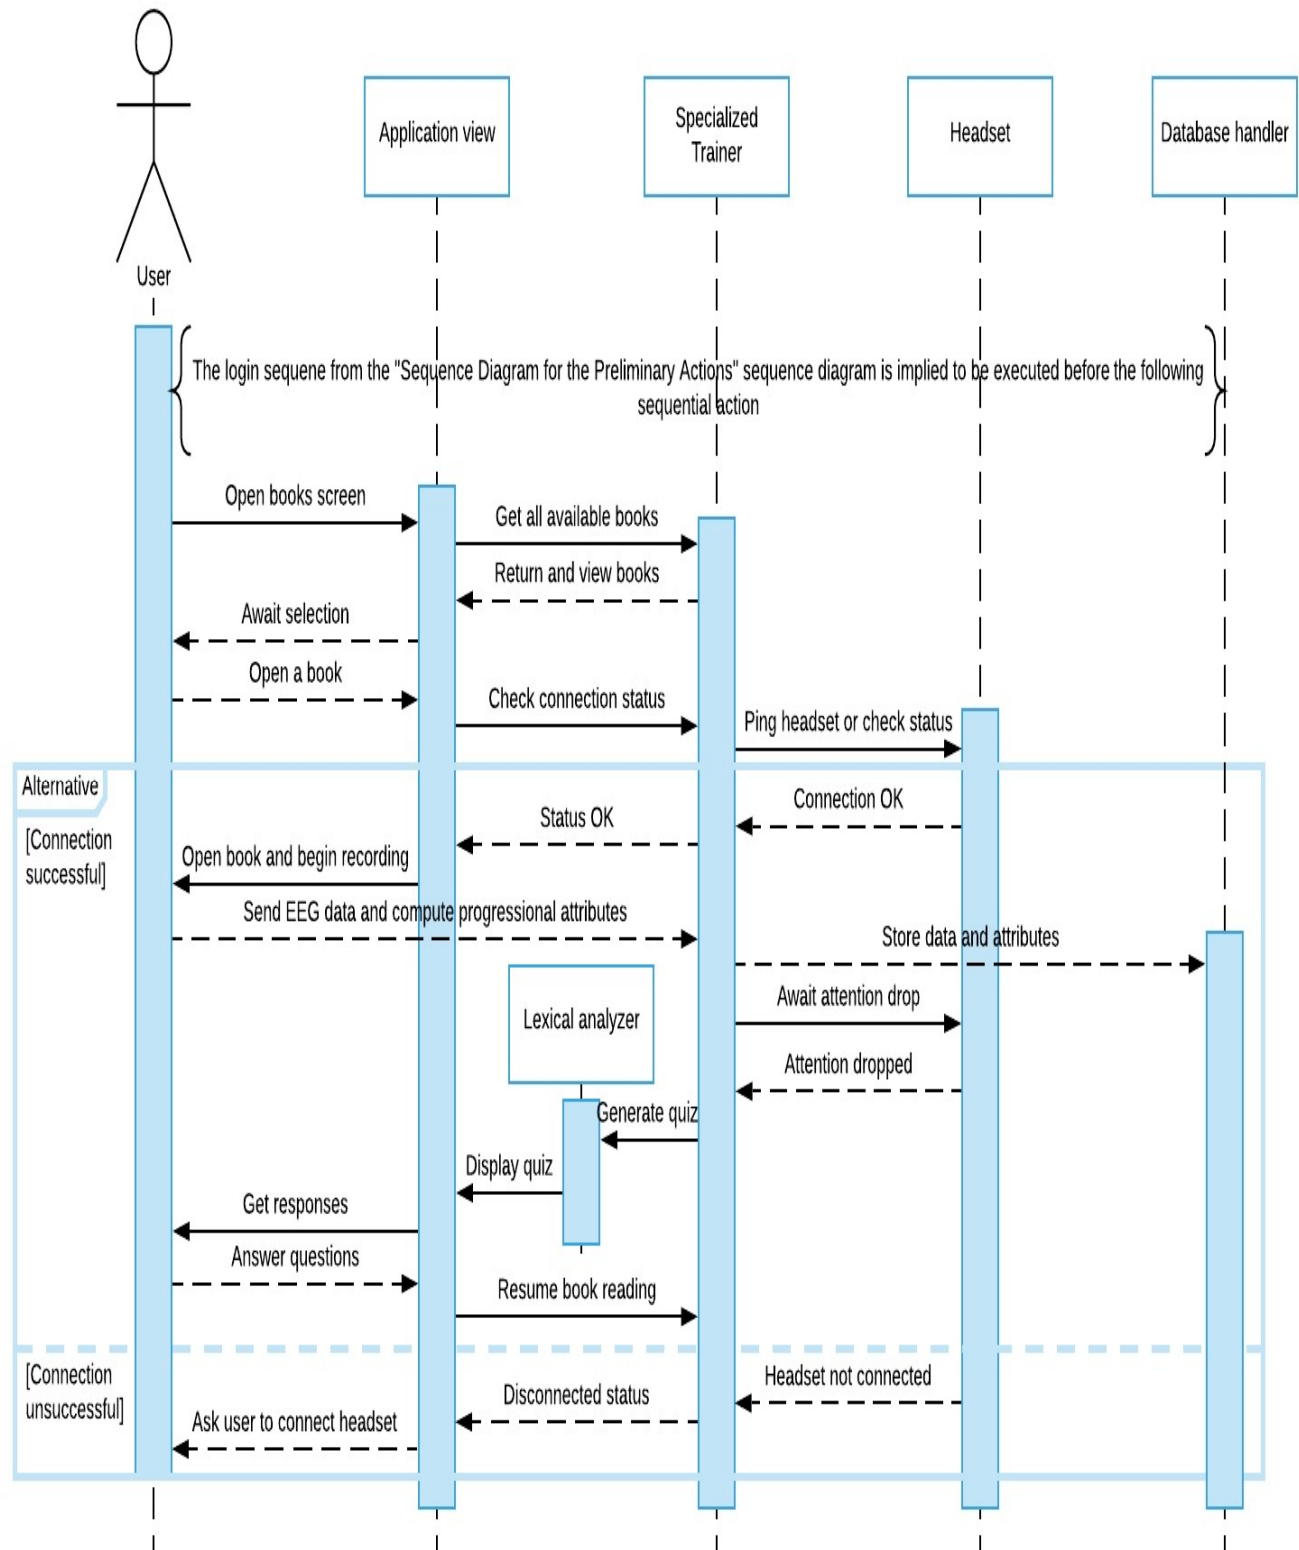 Application view
Specialized
Trainer
Headset
Database handler
User
The login sequene from the "Sequence Diagram for the Preliminary Actions" sequence diagram is implied to be executed before the following
sequential action
Open books screen
Get all available books
Return and view books
Await selection
Open a book
Check connection status
Ping headset or check status
Alternative
[Connection
successful]
Connection OK
Status OK
Open book and begin recording
Send EEG data and compute progressional attributes
Store data and attributes
Await attention drop
Lexical analyzer
Attention dropped
Generate quiz
Display quiz
Get responses
Answer questions
Resume book reading
[Connection
unsuccessful]
Headset not connected
Disconnected status
Ask user to connect headset